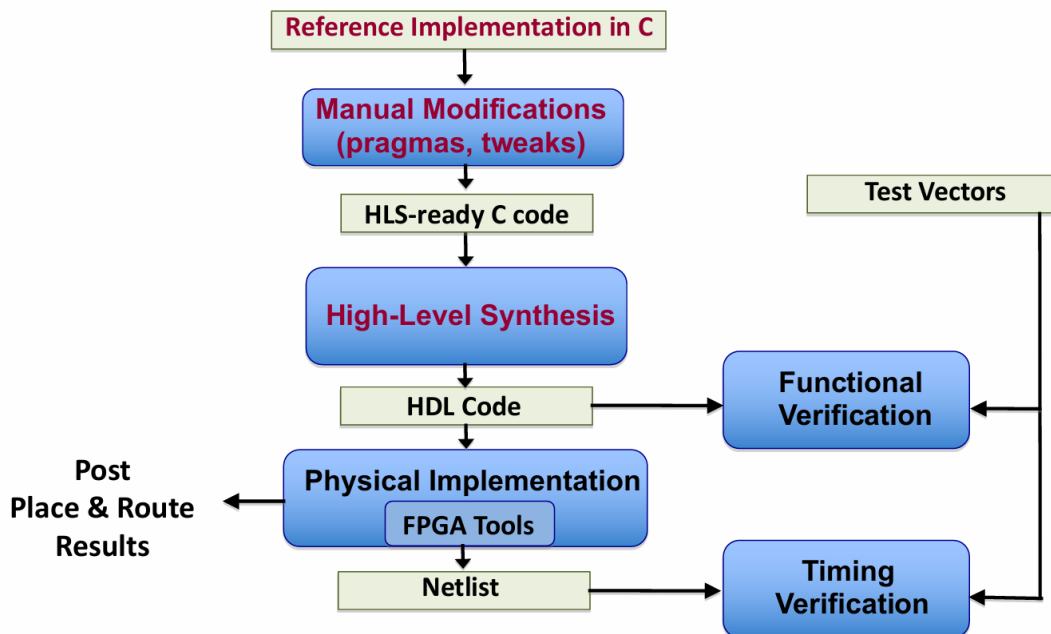 Reference Implementation in C
Manual Modifications
(pragmas, tweaks)
HLS-ready C code
Test Vectors
High-Level Synthesis
HDL Code
Functional
Verification
Physical Implementation
FPGA Tools
Post
Place & Route
Results
Netlist
Timing
Verification